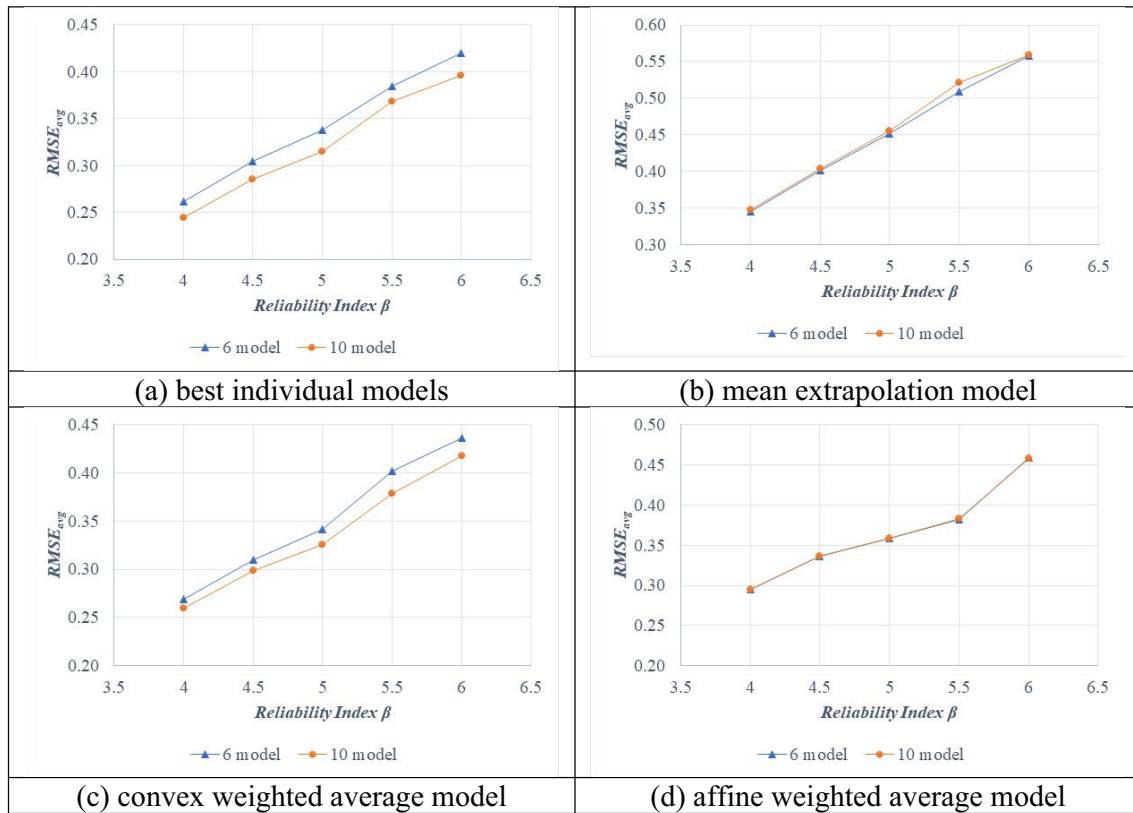 0.45
0.40
0.35
0.30
0.25
0.20
RMSEavg
3.5 4 4.5 5 5.5 6 6.5
Reliability Index β
6 model 10 model
(a) best individual models
0.60
0.55
0.50
0.45
0.40
0.35
0.30
RMSEavg
3.5 4 4.5 5 5.5 6 6.5
Reliability Index β
6 model 10 model
(b) mean extrapolation model
0.45
0.40
0.35
0.30
0.25
0.20
RMSEavg
3.5 4 4.5 5 5.5 6 6.5
Reliability Index β
6 model 10 model
(c) convex weighted average model
0.50
0.45
0.40
0.35
0.30
0.25
0.20
RMSEavg
3.5 4 4.5 5 5.5 6 6.5
Reliability Index β
6 model 10 model
(d) affine weighted average model